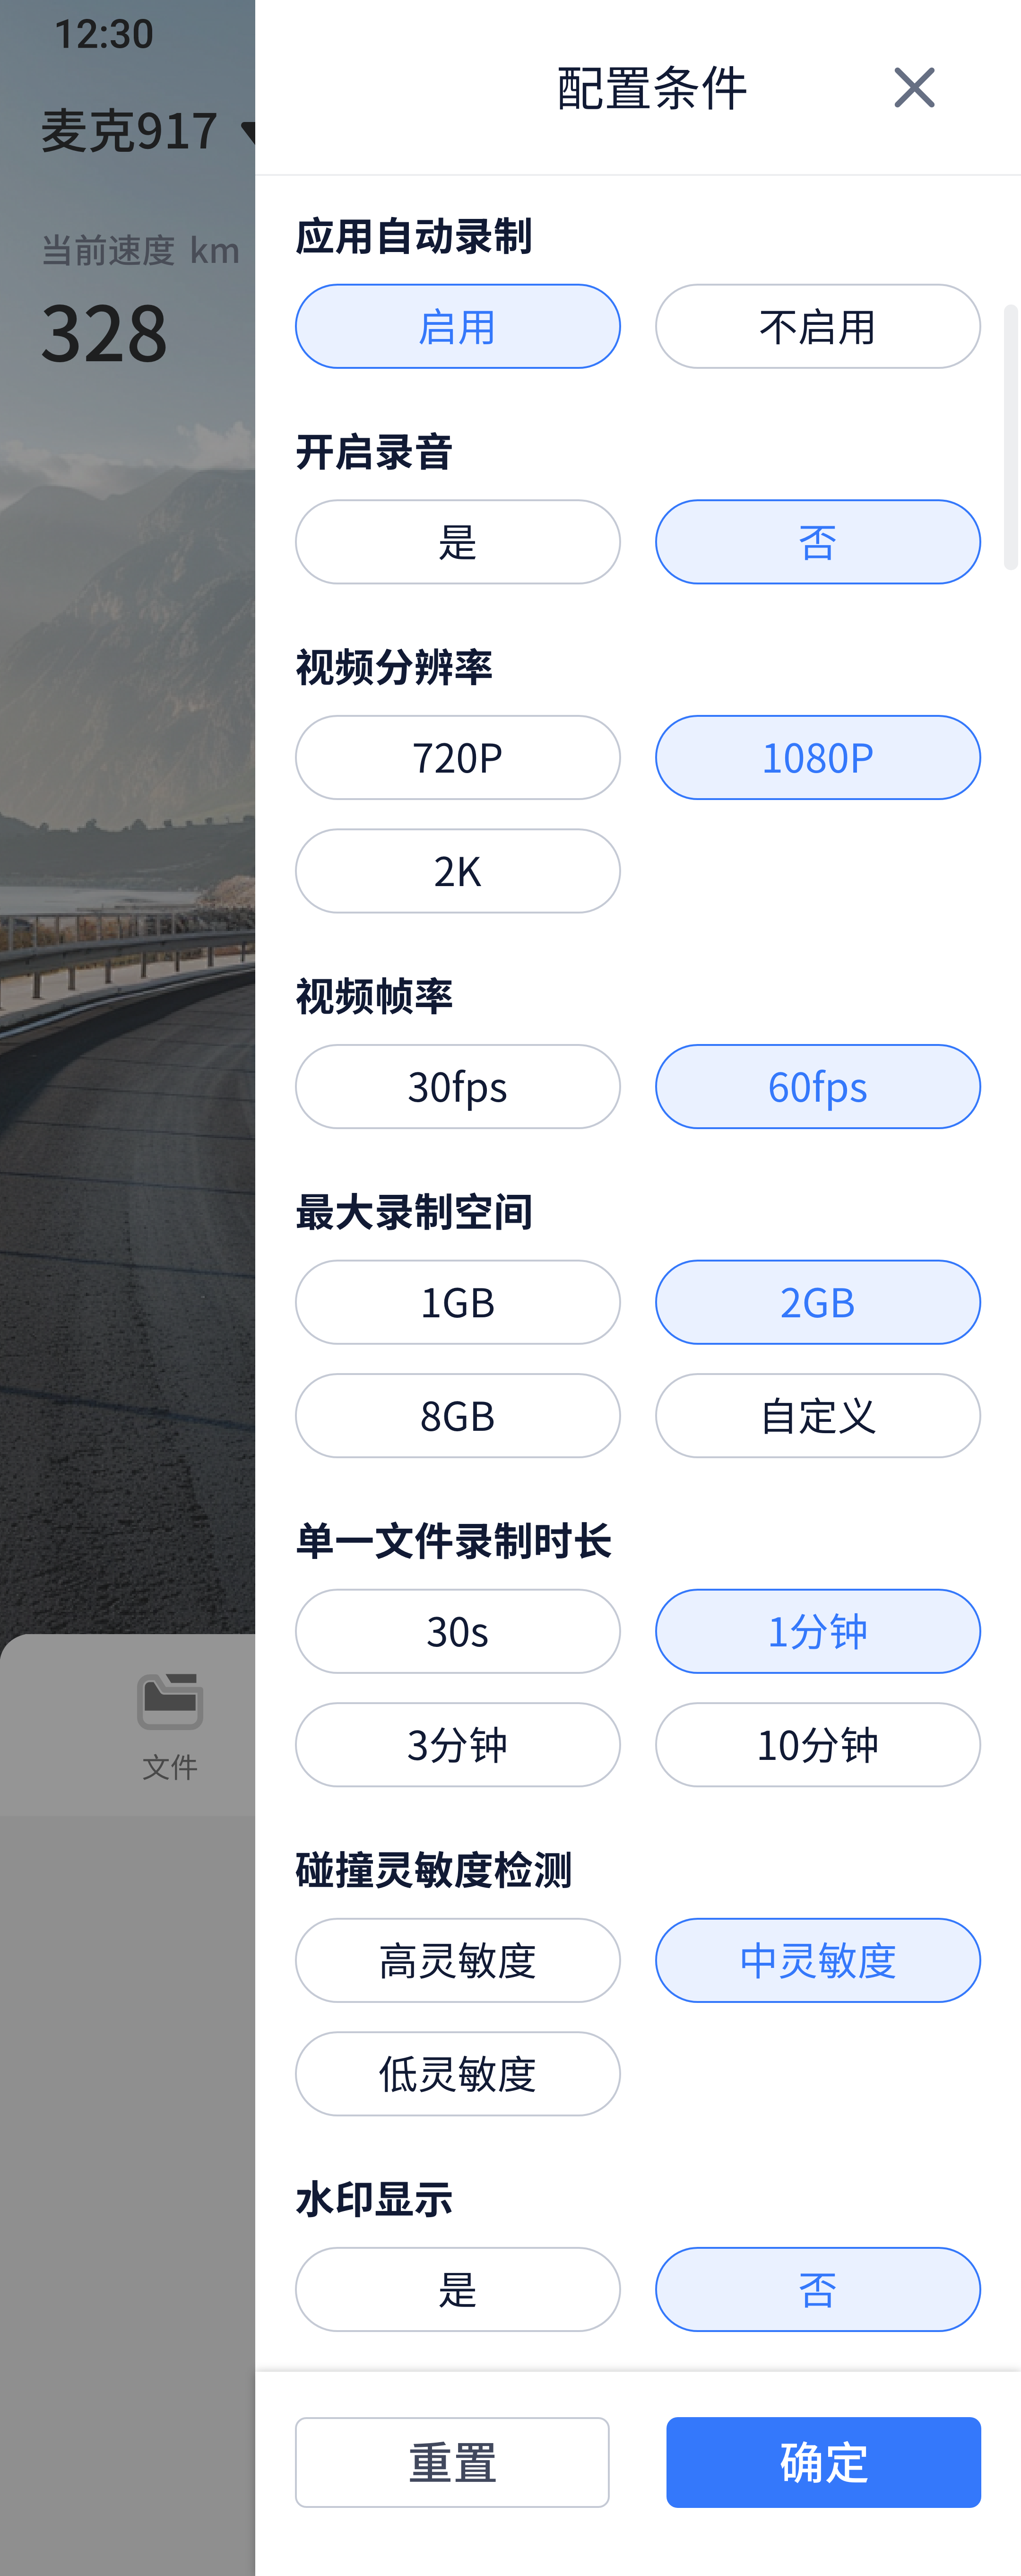 12:30
麦克917
当前速度 km
328
文件
配置条件
应用自动录制
启用 不启用
开启录音
是 否
视频分辨率
720P 1080P
2K
视频帧率
30fps 60fps
最大录制空间
1GB 2GB
8GB 自定义
单一文件录制时长
30s 1分钟
3分钟 10分钟
碰撞灵敏度检测
高灵敏度 中灵敏度
低灵敏度
水印显示
是 否
重置 确定